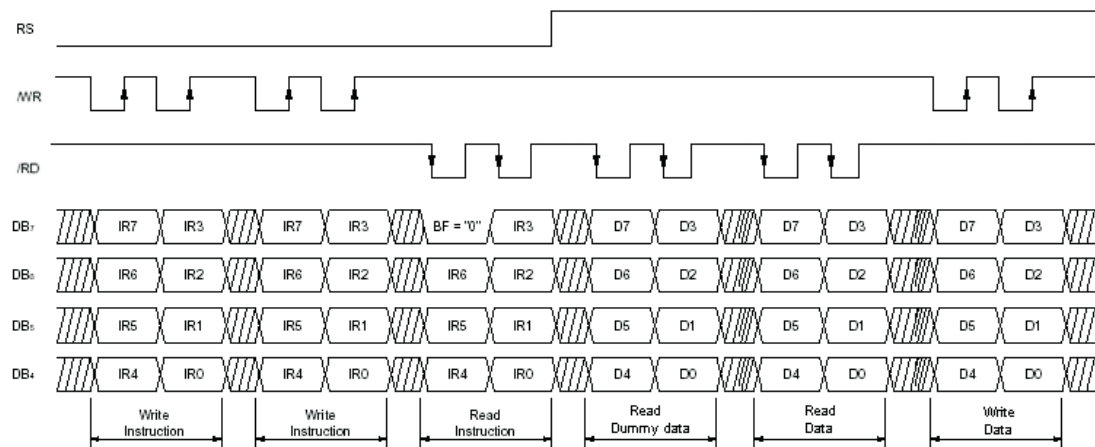 RS
/WR
/RD
DB7 IR7 IR3 IR7 IR3 BF = "0" IR3 D7 D3 D7 D3 D7 D3
DB6 IR6 IR2 IR6 IR2 IR6 IR2 D6 D2 D6 D2 D6 D2
DB5 IR5 IR1 IR5 IR1 IR5 IR1 D5 D1 D5 D1 D5 D1
DB4 IR4 IR0 IR4 IR0 IR4 IR0 D4 D0 D4 D0 D4 D0
Write Instruction
Write Instruction
Read Instruction
Read Dummy data
Read Data
Write Data